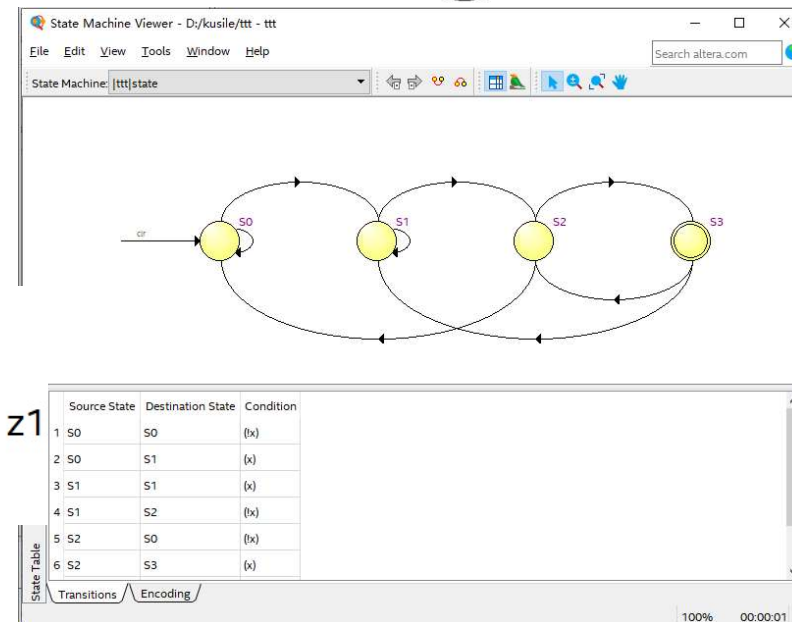 State Machine Viewer - D:/kusile/ttt - ttt
File Edit View Tools Window Help
Search altera.com
State Machine: |ttt|state
clr
S0
S1
S2
S3
z1
Source State Destination State Condition
1 S0 S0 (!x)
2 S0 S1 (x)
3 S1 S1 (x)
4 S1 S2 (!x)
5 S2 S0 (!x)
6 S2 S3 (x)
State Table
Transitions Encoding
100% 00:00:01